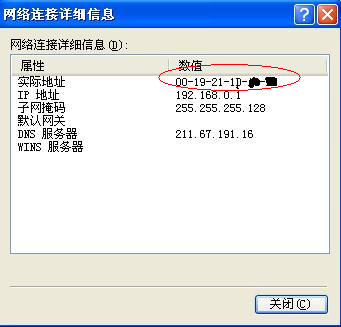 网络连接详细信息
网络连接详细信息(D):
属性 数值
实际地址 00-19-21-1D-
IP 地址 192.168.0.1
子网掩码 255.255.255.128
默认网关
DNS 服务器 211.67.191.16
WINS 服务器
关闭(C)